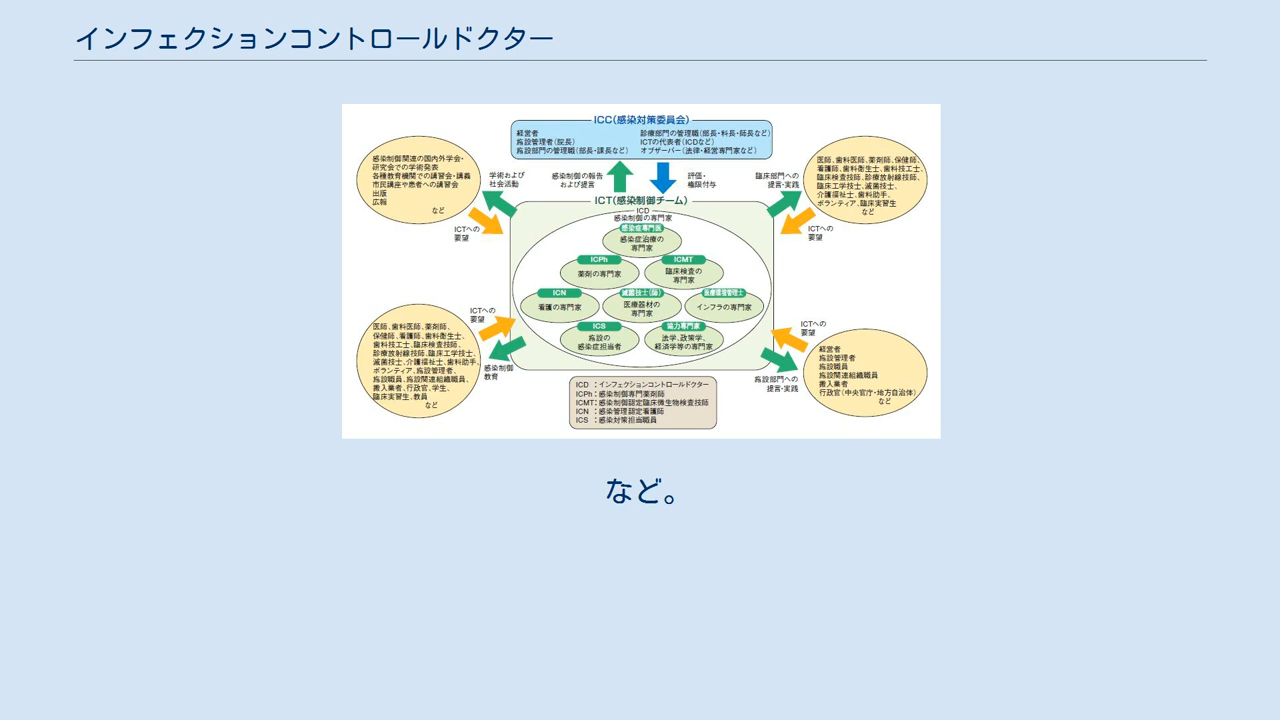 インフェクションコントロールドクター
ICC(感染対策委員会)
経営者
施設管理者(院長)
施設部門の管理職(部長・課長など)
診療部門の管理職(部長・科長・師長など)
ICTの代表者(ICDなど)
オブザーバー(法律・経営専門家など)
感染制御関連の国内外学会・
研究会での学術発表
各種教育機関での講習会・講義
市民講座や患者への講習会
出版
広報
など
学術および
社会活動
ICTへの
要望
感染制御の報告
および提言
評価・
権限付与
臨床部門への
提言・実践
ICTへの
要望
医師、歯科医師、薬剤師、保健師、
看護師、歯科衛生士、歯科技工士、
臨床検査技師、診療放射線技師、
臨床工学技士、滅菌技士、
介護福祉士、歯科助手、
ボランティア、臨床実習生
など
ICT(感染制御チーム)
ICD
感染制御の専門家
感染症専門医
感染症治療の
専門家
ICPh
薬剤の専門家
ICMT
臨床検査の
専門家
ICN
看護の専門家
滅菌技士(師)
医療器材の
専門家
医療環境管理士
インフラの専門家
ICS
施設の
感染症担当者
協力専門家
法学、政策学、
経済学等の専門家
医師、歯科医師、薬剤師、
保健師、看護師、歯科衛生士、
歯科技工士、臨床検査技師、
診療放射線技師、臨床工学技士、
滅菌技士、介護福祉士、歯科助手、
ボランティア、施設管理者、
施設職員、施設関連組織職員、
搬入業者、行政官、学生、
臨床実習生、教員
など
ICTへの
要望
感染制御
教育
ICTへの
要望
施設部門への
提言・実践
経営者
施設管理者
施設職員
施設関連組織職員
搬入業者
行政官(中央官庁・地方自治体)
など
ICD :インフェクションコントロールドクター
ICPh:感染制御専門薬剤師
ICMT:感染制御認定臨床微生物検査技師
ICN :感染管理認定看護師
ICS :感染対策担当職員
など。